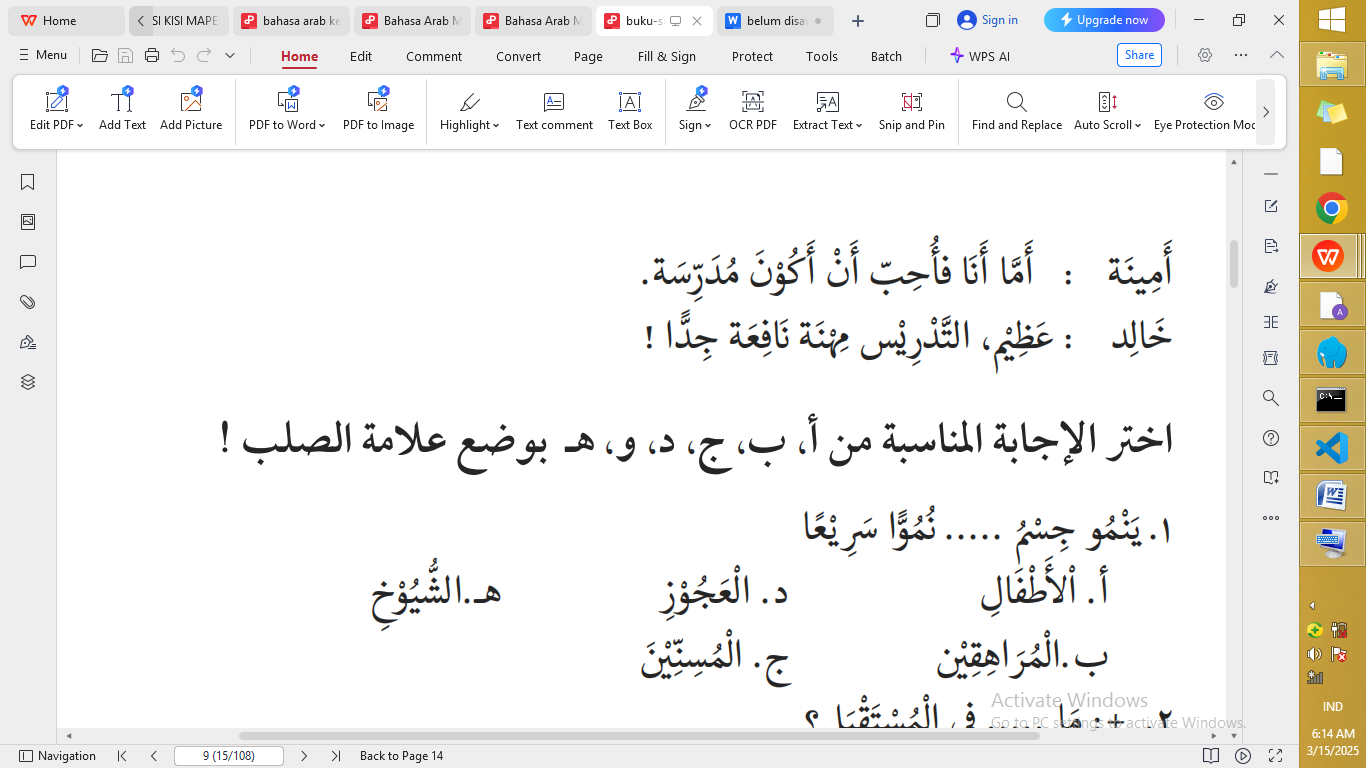 Home
SI KISI MAPE
bahasa arab ke
Bahasa Arab M
Bahasa Arab M
buku-s
belum disa
Sign in
Upgrade now
Menu
Home
Edit
Comment
Convert
Page
Fill & Sign
Protect
Tools
Batch
WPS AI
Share
Edit PDF
Add Text
Add Picture
PDF to Word
PDF to Image
Highlight
Text comment
Text Box
Sign
OCR PDF
Extract Text
Snip and Pin
Find and Replace
Auto Scroll
Eye Protection Mod
أَمِينَة : أَمَّا أَنَا فأُحِبّ أَنْ أَكُوْنَ مُدَرِّسَة.
خَالِد : عَظِيْم، التَّدْرِيْس مِهْنَة نَافِعَة جِدًّا !
اختر الإجابة المناسبة من أ، ب، ج، د، و، هـ بوضع علامة الصلب !
١. يَنْمُو جِسْمُ ..... نُمُوًّا سَرِيْعًا
أ. اْلأَطْفَالِ د. الْعَجُوْزِ هـ.الشُّيُوْخِ
ب.الْمُرَاهِقِيْن ج. الْمُسِنِّيْنَ
فِي الْمُسْتَقْبَل ؟
Activate Windows
Go to PC settings to activate Windows.
Navigation
9 (15/108)
Back to Page 14
IND
6:14 AM
3/15/2025